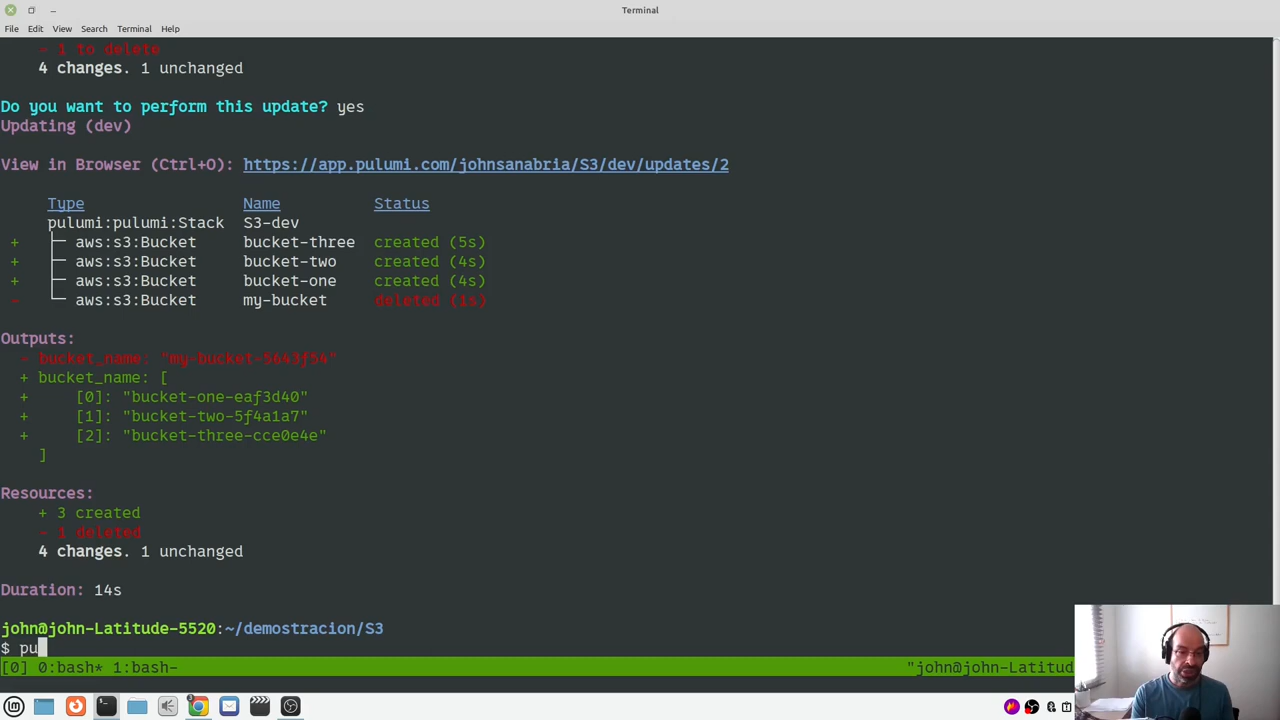 Terminal
File Edit View Search Terminal Help
- 1 to delete
4 changes. 1 unchanged
Do you want to perform this update? yes
Updating (dev)
View in Browser (Ctrl+O): https://app.pulumi.com/johnsanabria/S3/dev/updates/2
Type Name Status
pulumi:pulumi:Stack S3-dev
+ ├─ aws:s3:Bucket bucket-three created (5s)
+ ├─ aws:s3:Bucket bucket-two created (4s)
+ ├─ aws:s3:Bucket bucket-one created (4s)
- └─ aws:s3:Bucket my-bucket deleted (1s)
Outputs:
- bucket_name: "my-bucket-5643f54"
+ bucket_name: [
+ [0]: "bucket-one-eaf3d40"
+ [1]: "bucket-two-5f4a1a7"
+ [2]: "bucket-three-cce0e4e"
]
Resources:
+ 3 created
- 1 deleted
4 changes. 1 unchanged
Duration: 14s
john@john-Latitude-5520:~/demostracion/S3
$ pu
[0] 0:bash* 1:bash- "john@john-Latitud
3